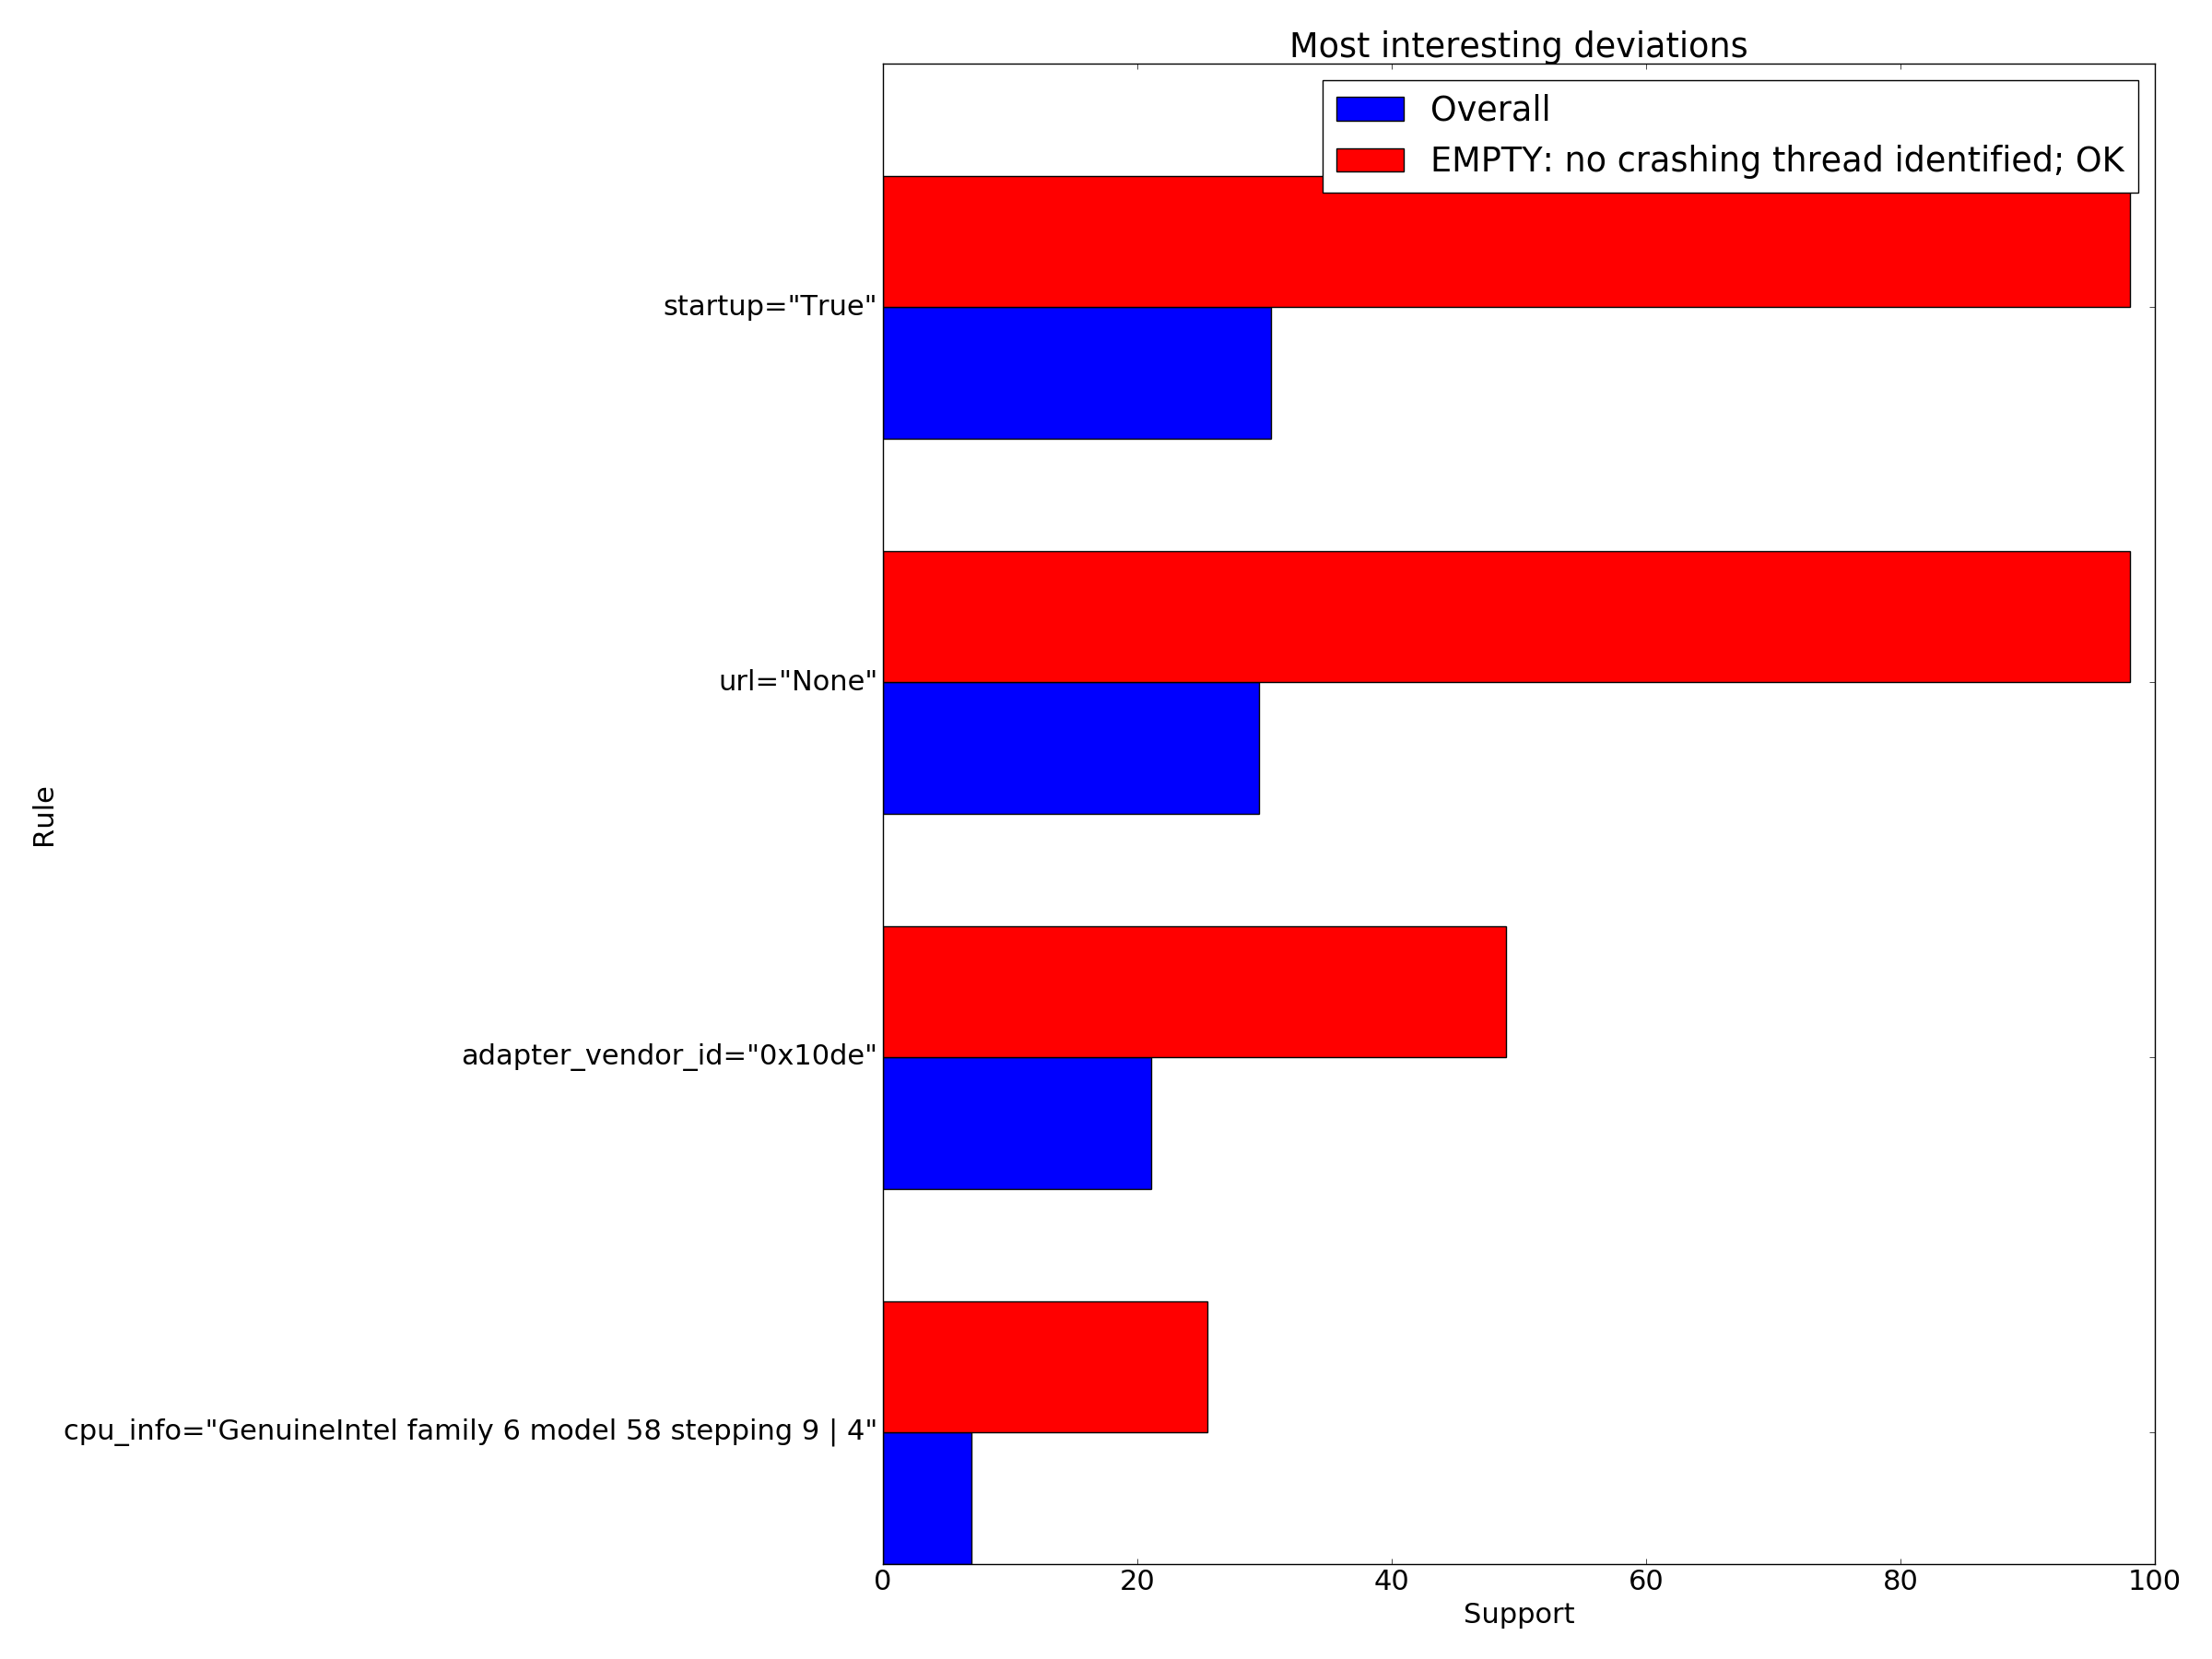 Most interesting deviations
Overall
EMPTY: no crashing thread identified; OK
startup="True"
url="None"
Rule
adapter_vendor_id="0x10de"
cpu_info="GenuineIntel family 6 model 58 stepping 9 | 4"
0 20 40 60 80 100
Support